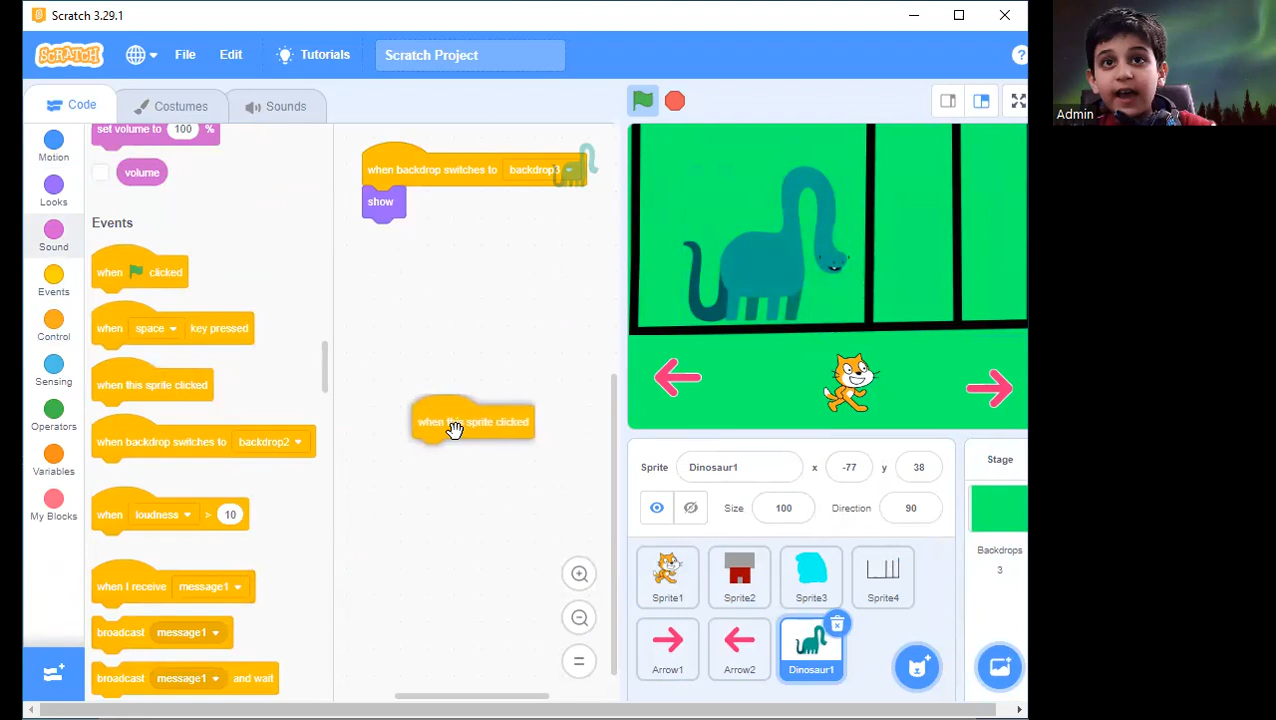 Scratch 3.29.1
SCRATCH
File
Edit
Tutorials
Scratch Project
?
Code
Costumes
Sounds
Motion
Looks
Sound
Events
Control
Sensing
Operators
Variables
My Blocks
set volume to 100 %
volume
Events
when clicked
when space key pressed
when this sprite clicked
when backdrop switches to backdrop2
when loudness > 10
when I receive message1
broadcast message1
broadcast message1 and wait
when backdrop switches to backdrop3
show
when this sprite clicked
Sprite Dinosaur1 x -77 y 38
Size 100 Direction 90
Sprite1
Sprite2
Sprite3
Sprite4
Arrow1
Arrow2
Dinosaur1
Stage
Backdrops
3
Admin